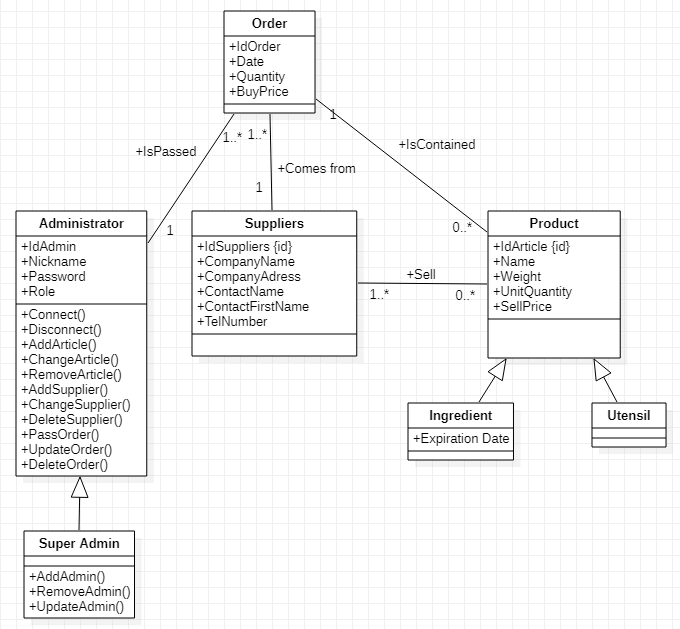 Order
+IdOrder
+Date
+Quantity
+BuyPrice
1
1..* 1..*
+IsPassed
+IsContained
+Comes from
1
1
0..*
Administrator
+IdAdmin
+Nickname
+Password
+Role
+Connect()
+Disconnect()
+AddArticle()
+ChangeArticle()
+RemoveArticle()
+AddSupplier()
+ChangeSupplier()
+DeleteSupplier()
+PassOrder()
+UpdateOrder()
+DeleteOrder()
Suppliers
+IdSuppliers {id}
+CompanyName
+CompanyAdress
+ContactName
+ContactFirstName
+TelNumber
+Sell
1..*
0..*
Product
+IdArticle {id}
+Name
+Weight
+UnitQuantity
+SellPrice
Ingredient
+Expiration Date
Utensil
Super Admin
+AddAdmin()
+RemoveAdmin()
+UpdateAdmin()